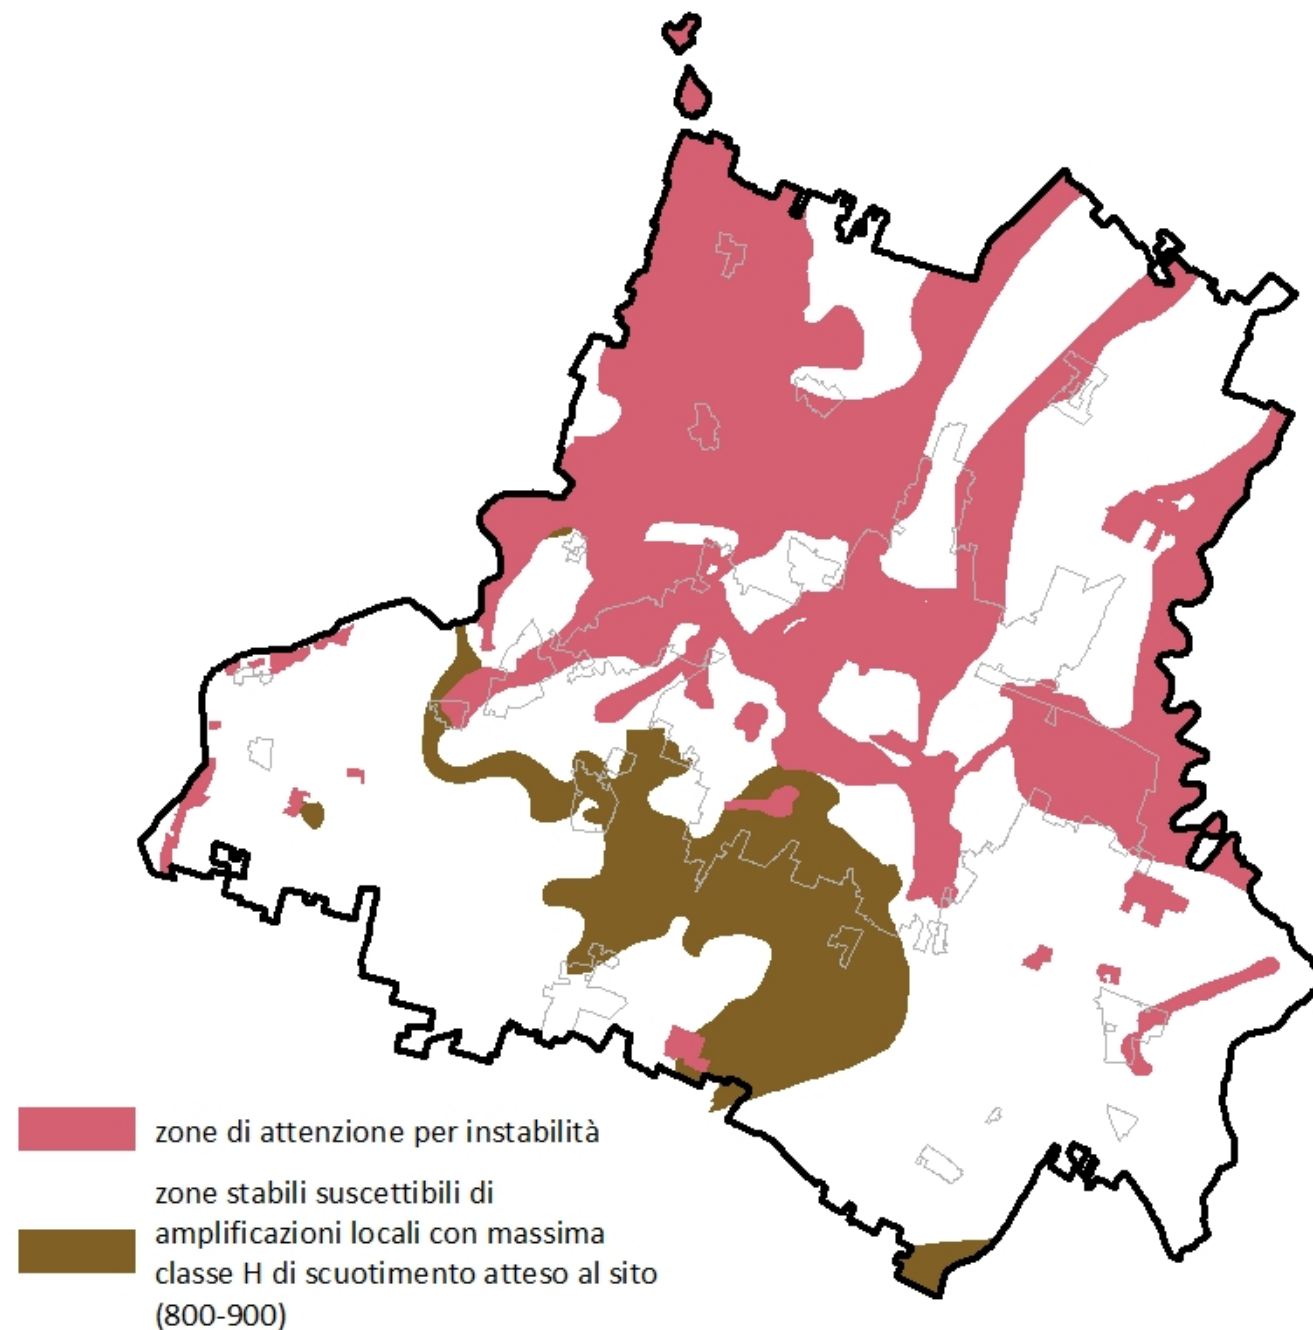 zone di attenzione per instabilità
zone stabili suscettibili di
amplificazioni locali con massima
classe H di scuotimento atteso al sito
(800-900)